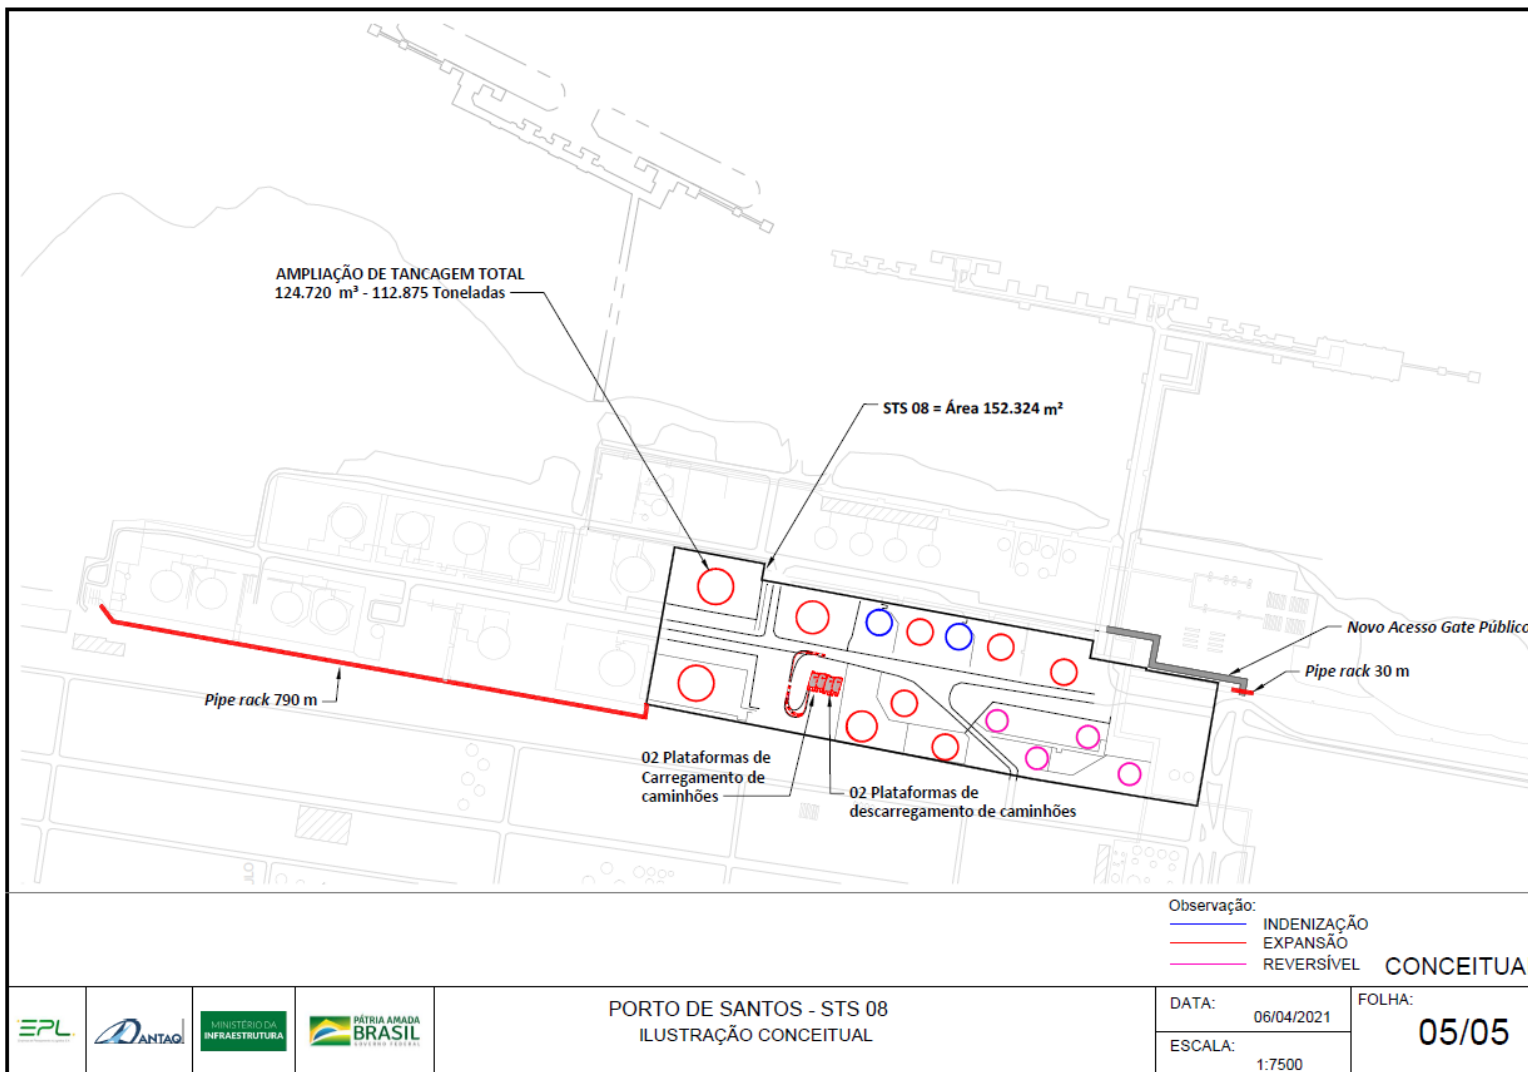 AMPLIAÇÃO DE TANCAGEM TOTAL
124.720 m³ - 112.875 Toneladas
STS 08 = Área 152.324 m²
Novo Acesso Gate Público
Pipe rack 30 m
Pipe rack 790 m
02 Plataformas de
Carregamento de
caminhões
02 Plataformas de
descarregamento de caminhões
Observação:
INDENIZAÇÃO
EXPANSÃO
REVERSÍVEL
CONCEITUA
EPL
ANTAQ
MINISTÉRIO DA
INFRAESTRUTURA
PÁTRIA AMADA
BRASIL
GOVERNO FEDERAL
PORTO DE SANTOS - STS 08
ILUSTRAÇÃO CONCEITUAL
DATA:
06/04/2021
ESCALA:
1:7500
FOLHA:
05/05